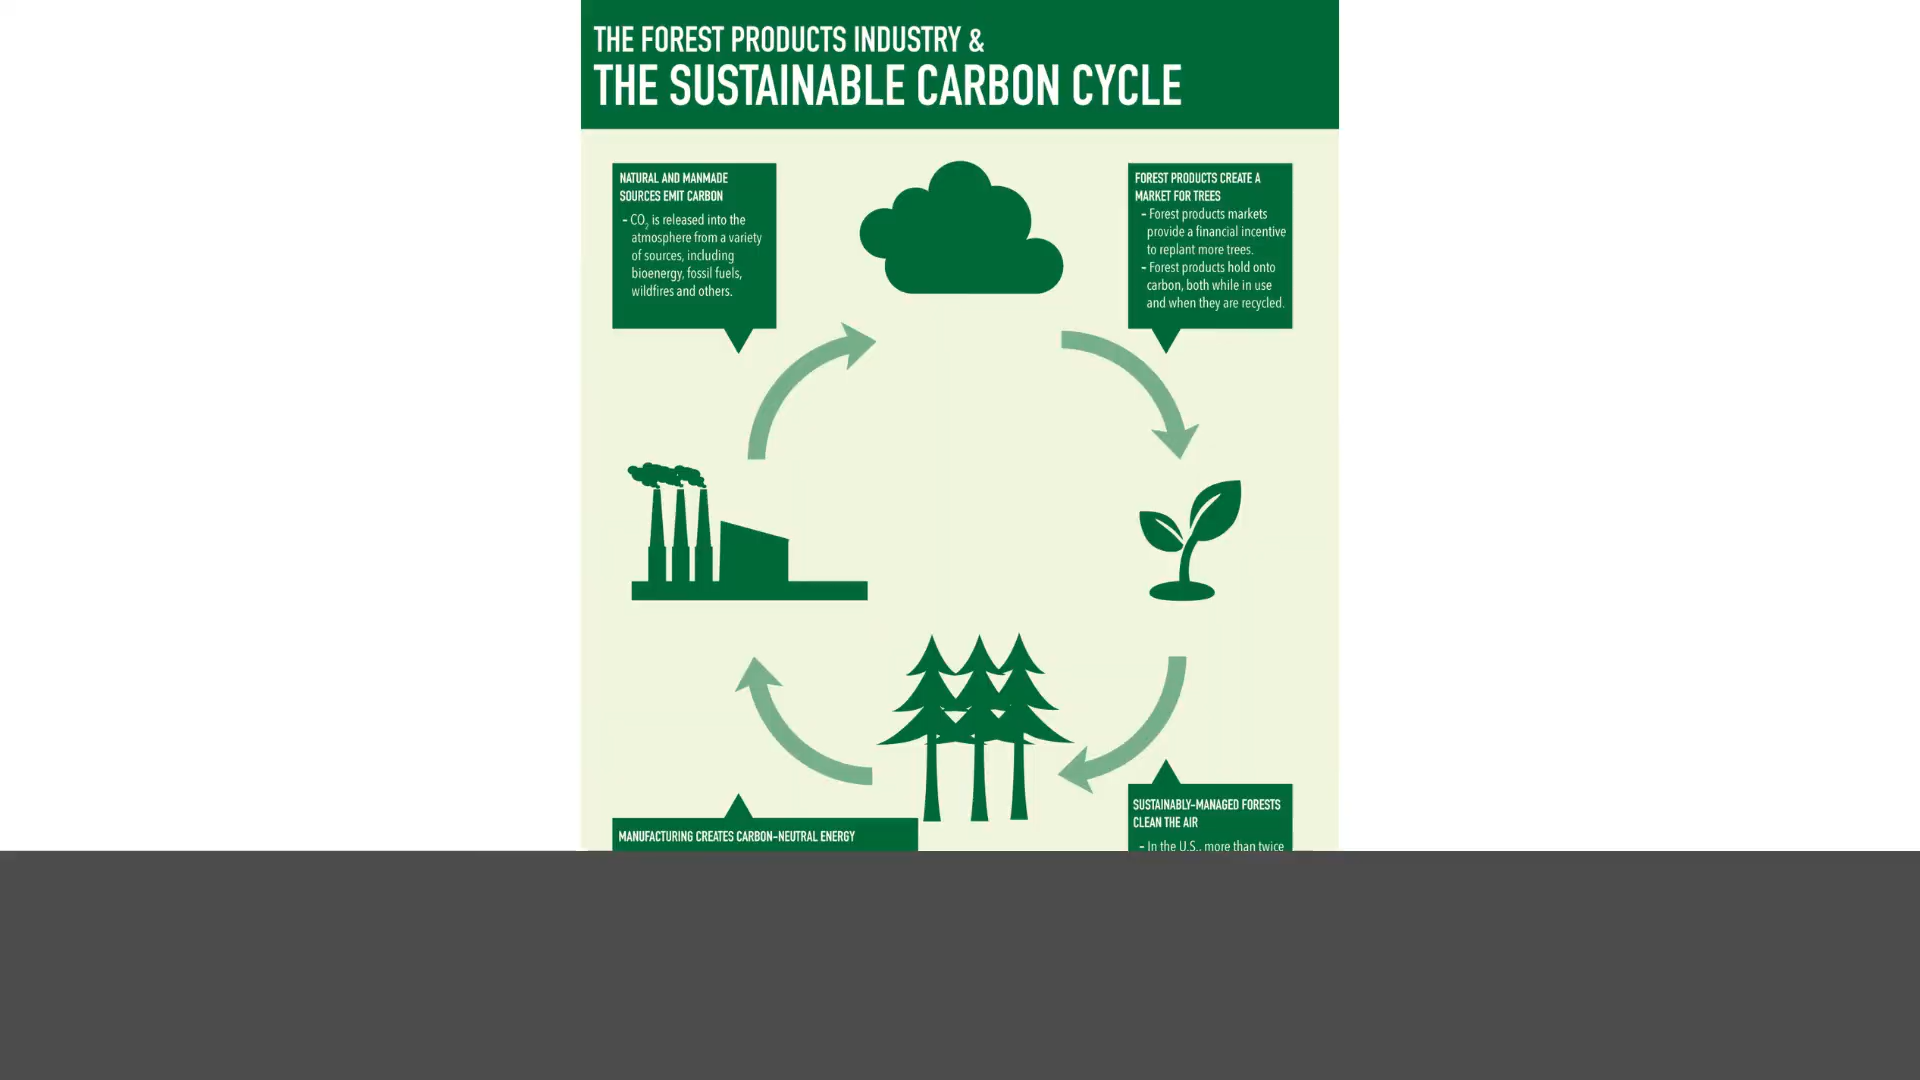 THE FOREST PRODUCTS INDUSTRY &
THE SUSTAINABLE CARBON CYCLE
NATURAL AND MANMADE
SOURCES EMIT CARBON
- CO₂ is released into the
atmosphere from a variety
of sources, including
bioenergy, fossil fuels,
wildfires and others.
FOREST PRODUCTS CREATE A
MARKET FOR TREES
- Forest products markets
provide a financial incentive
to replant more trees.
- Forest products hold onto
carbon, both while in use
and when they are recycled.
MANUFACTURING CREATES CARBON-NEUTRAL ENERGY
SUSTAINABLY-MANAGED FORESTS
CLEAN THE AIR
- In the U.S., more than twice